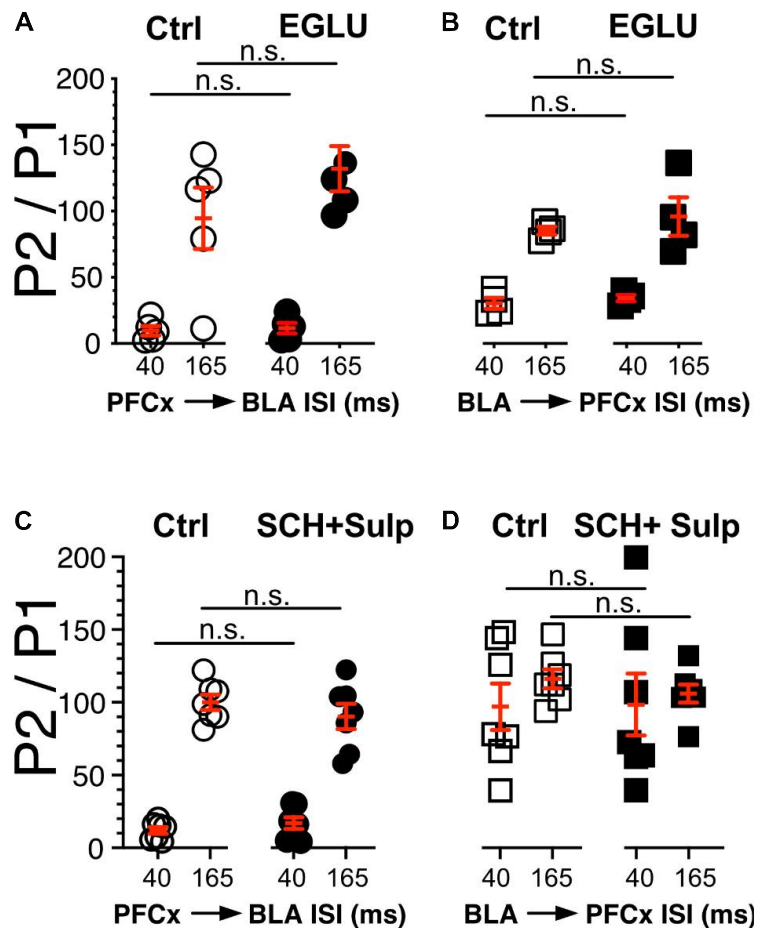 A
Ctrl EGLU
n.s.
n.s.
P2 / P1
200
150
100
50
0
40 165 40 165
PFCx → BLA ISI (ms)
B
Ctrl EGLU
n.s.
n.s.
40 165 40 165
BLA → PFCx ISI (ms)
C
Ctrl SCH+Sulp
n.s.
n.s.
P2 / P1
200
150
100
50
0
40 165 40 165
PFCx → BLA ISI (ms)
D
Ctrl SCH+ Sulp
n.s.
n.s.
40 165 40 165
BLA → PFCx ISI (ms)